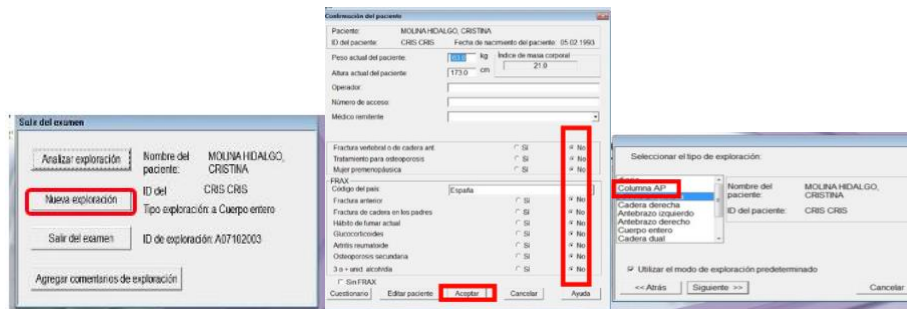 Salir del examen
Analizar exploración
Nombre del paciente:
MOLINA HIDALGO, CRISTINA
Nueva exploración
ID del
CRIS CRIS
Tipo exploración: a Cuerpo entero
Salir del examen
ID de exploración: A07102003
Agregar comentarios de exploración
Confirmación del paciente
Paciente: MOLINA HIDALGO, CRISTINA
ID del paciente: CRIS CRIS Fecha de nacimiento del paciente: 05.02.1993
Peso actual del paciente: kg Índice de masa corporal
21.0
Altura actual del paciente 173.0 cm
Operador:
Número de acceso:
Médico remitente
Fractura vertebral o de cadera ant. Sí No
Tratamiento para osteoporosis Sí No
Mujer premenopáusica Sí No
FRAX
Código del país: España
Fractura anterior Sí No
Fractura de cadera en los padres Sí No
Hábito de fumar actual Sí No
Glucocorticoides Sí No
Artritis reumatoide Sí No
Osteoporosis secundaria Sí No
3 o + unid. alcohol/día Sí No
Sin FRAX
Cuestionario Editar paciente Aceptar Cancelar Ayuda
Seleccionar el tipo de exploración:
Columna AP
Cadera derecha
Antebrazo izquierdo
Antebrazo derecho
Cuerpo entero
Cadera dual
Nombre del paciente:
MOLINA HIDALGO, CRISTINA
ID del paciente: CRIS CRIS
Utilizar el modo de exploración predeterminado
<< Atrás Siguiente >> Cancelar